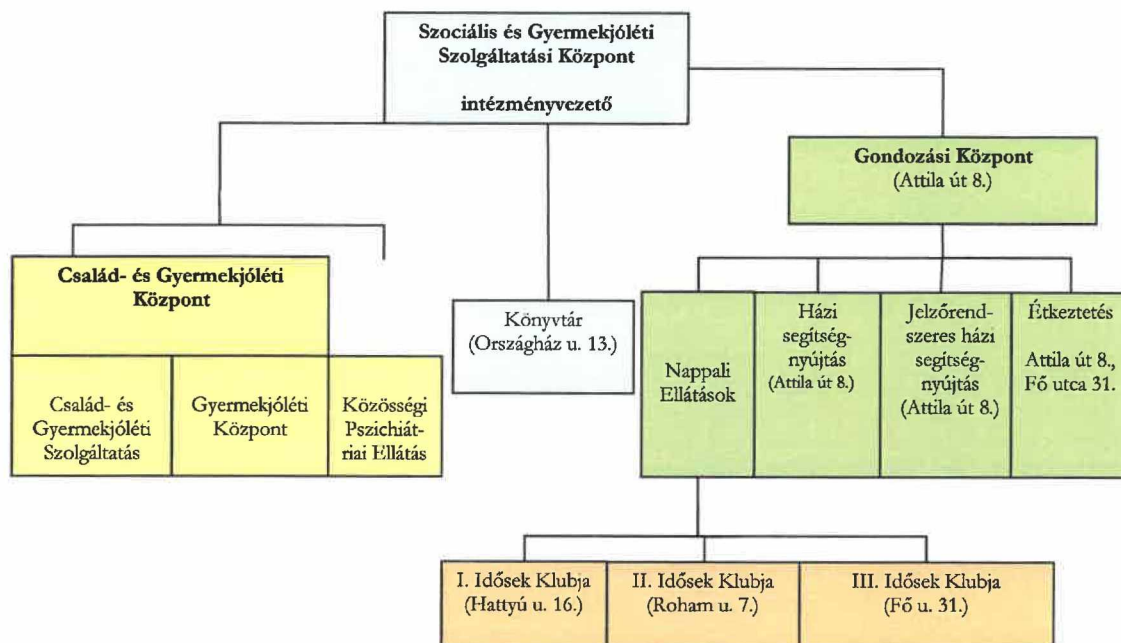 Szociális és Gyermekjóléti
Szolgáltatási Központ
intézményvezető
Gondozási Központ
(Attila út 8.)
Család- és Gyermekjóléti
Központ
Család- és
Gyermekjóléti
Szolgáltatás
Gyermekjóléti
Központ
Közösségi
Pszichiát-
riai Ellátás
Könyvtár
(Országház u. 13.)
Nappali
Ellátások
Házi
segítség-
nyújtás
(Attila út 8.)
Jelzőrend-
szeres házi
segítség-
nyújtás
(Attila út 8.)
Étkeztetés
Attila út 8.,
Fő utca 31.
I. Idősek Klubja
(Hattyú u. 16.)
II. Idősek Klubja
(Roham u. 7.)
III. Idősek Klubja
(Fő u. 31.)